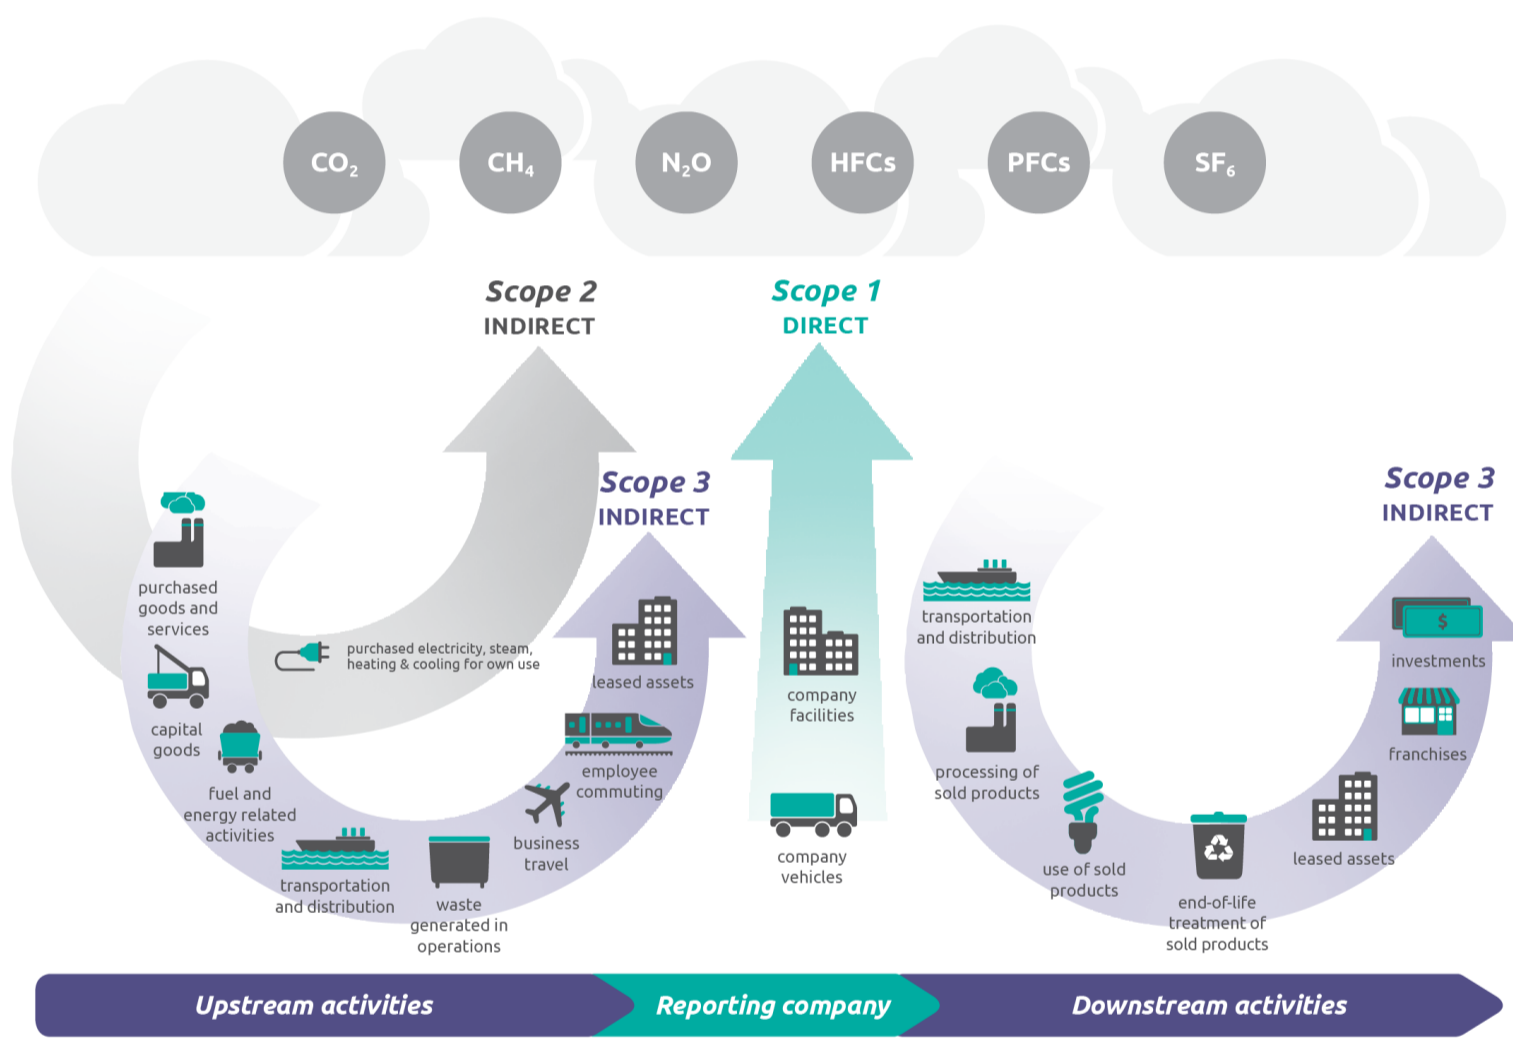 CO₂
CH₄
N₂O
HFCs
PFCs
SF₆
Scope 2
INDIRECT
Scope 1
DIRECT
Scope 3
INDIRECT
Scope 3
INDIRECT
purchased
goods and
services
capital
goods
fuel and
energy related
activities
transportation
and distribution
waste
generated in
operations
business
travel
employee
commuting
leased assets
purchased electricity, steam,
heating & cooling for own use
company
facilities
company
vehicles
transportation
and distribution
processing of
sold products
use of sold
products
end-of-life
treatment of
sold products
leased assets
franchises
investments
$
Upstream activities
Reporting company
Downstream activities